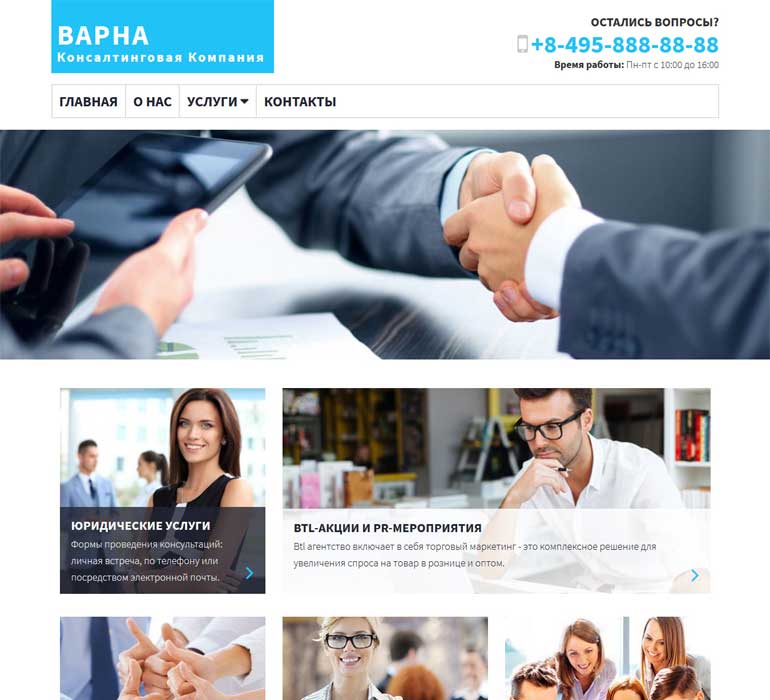 ВАРНА
Консалтинговая Компания
ОСТАЛИСЬ ВОПРОСЫ?
+8-495-888-88-88
Время работы: Пн-пт с 10:00 до 16:00
ГЛАВНАЯ О НАС УСЛУГИ КОНТАКТЫ
ЮРИДИЧЕСКИЕ УСЛУГИ
Формы проведения консультаций:
личная встреча, по телефону или
посредством электронной почты.
BTL-АКЦИИ И PR-МЕРОПРИЯТИЯ
Btl агентство включает в себя торговый маркетинг - это комплексное решение для
увеличения спроса на товар в рознице и оптом.